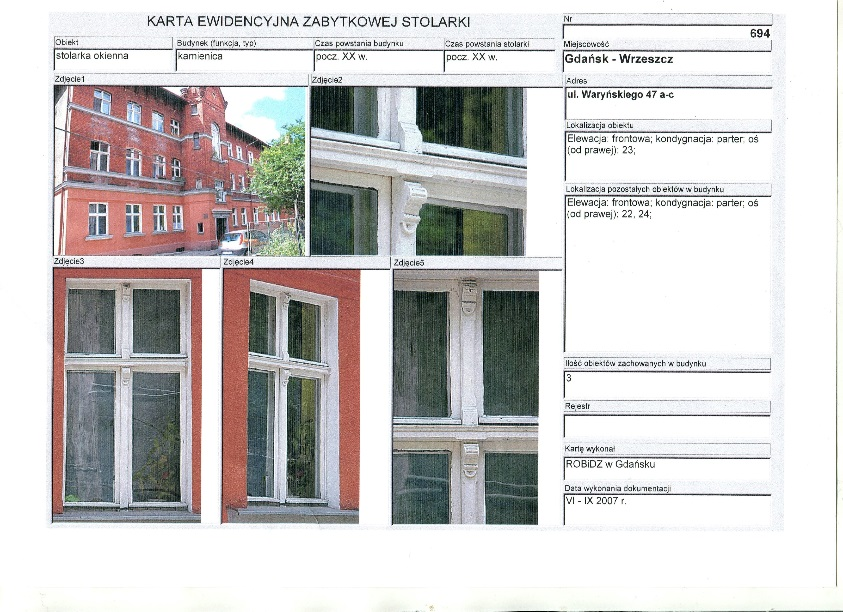 KARTA EWIDENCYJNA ZABYTKOWEJ STOLARKI
Nr
694
Obiekt
stolarka okienna
Budynek (funkcja, typ)
kamienica
Czas powstania budynku
pocz. XX w.
Czas powstania stolarki
pocz. XX w.
Miejscowość
Gdańsk - Wrzeszcz
Zdjęcie1
Zdjęcie2
Adres
ul. Waryńskiego 47 a-c
Lokalizacja obiektu
Elewacja: frontowa; kondygnacja: parter; oś
(od prawej): 23;
Lokalizacja pozostałych obiektów w budynku
Elewacja: frontowa; kondygnacja: parter; oś
(od prawej): 22, 24;
Zdjęcie3
Zdjęcie4
Zdjęcie5
Ilość obiektów zachowanych w budynku
3
Rejestr
Kartę wykonał
ROBiDZ w Gdańsku
Data wykonania dokumentacji
VI - IX 2007 r.